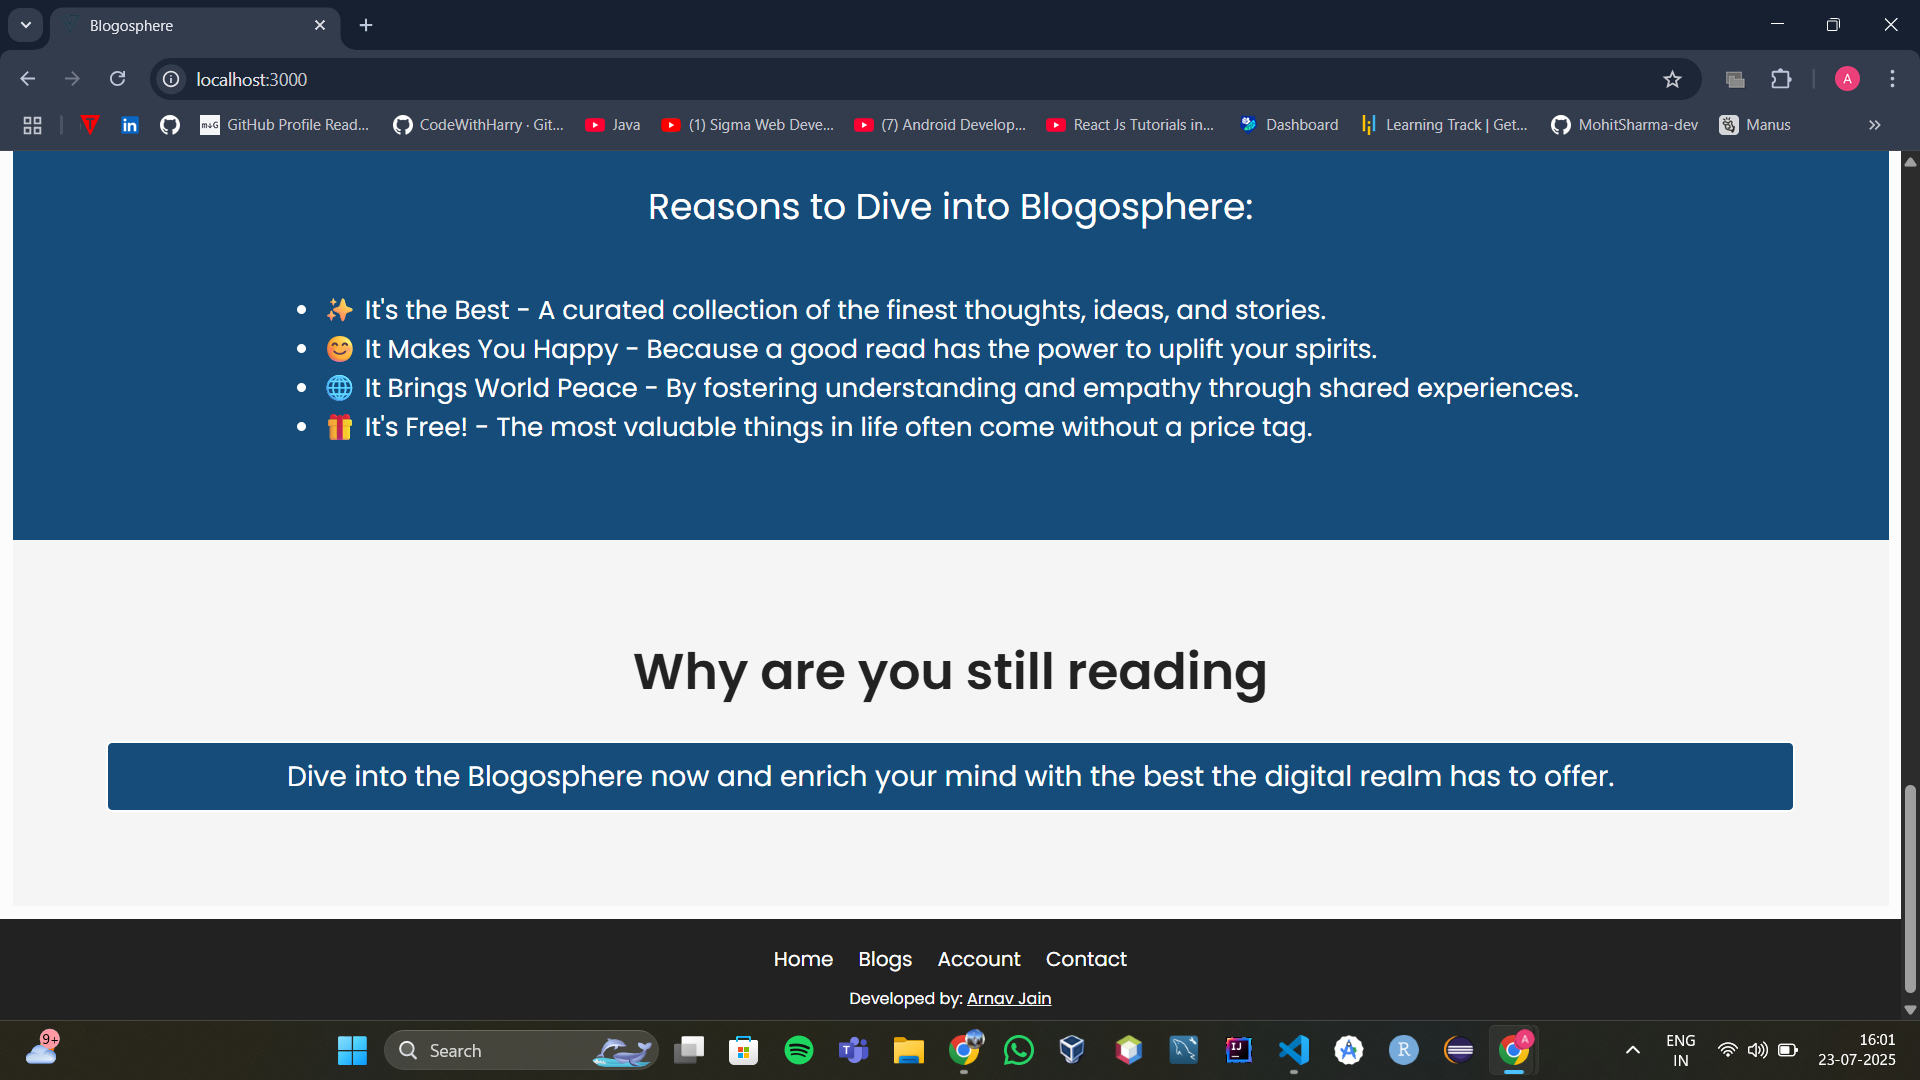 Blogosphere
localhost:3000
A
T
in
M↓G GitHub Profile Read...
CodeWithHarry · Git...
Java
(1) Sigma Web Deve...
(7) Android Develop...
React Js Tutorials in...
Dashboard
Learning Track | Get...
MohitSharma-dev
Manus
Reasons to Dive into Blogosphere:
• ✨ It's the Best - A curated collection of the finest thoughts, ideas, and stories.
• 😊 It Makes You Happy - Because a good read has the power to uplift your spirits.
• 🌐 It Brings World Peace - By fostering understanding and empathy through shared experiences.
• 🎁 It's Free! - The most valuable things in life often come without a price tag.
Why are you still reading
Dive into the Blogosphere now and enrich your mind with the best the digital realm has to offer.
Home Blogs Account Contact
Developed by: Arnav Jain
9+
Search
T
IJ
A
R
A
ENG
IN
16:01
23-07-2025